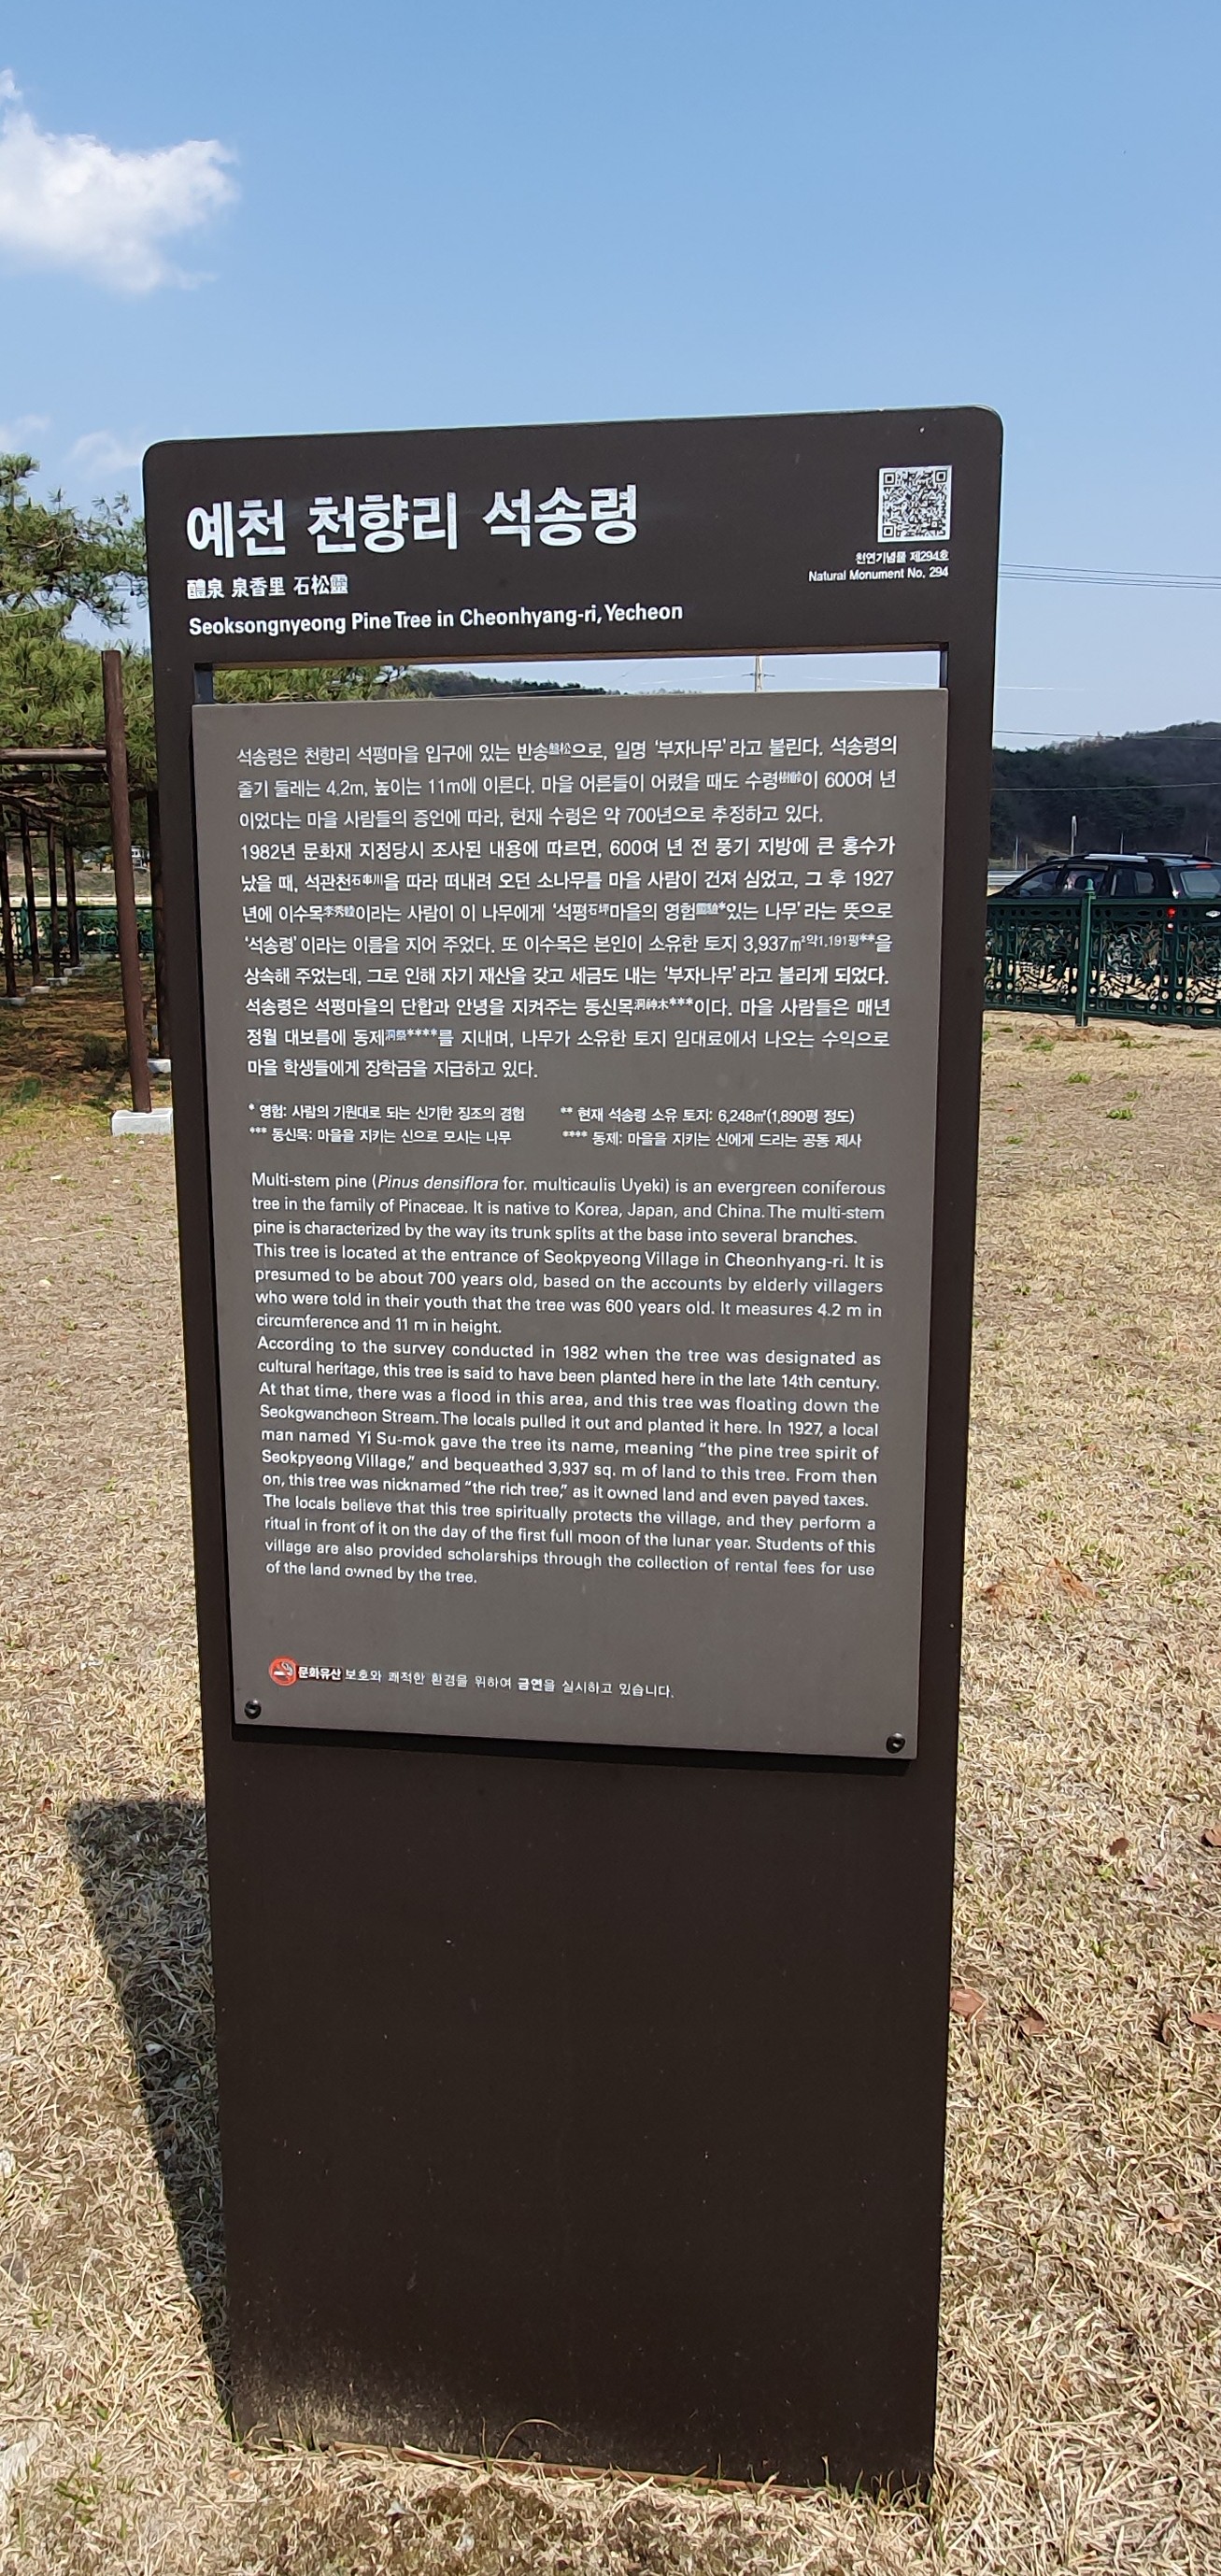 예천 천향리 석송령
醴泉 泉香里 石松靈
Seoksongnyeong Pine Tree in Cheonhyang-ri, Yecheon
천연기념물 제294호
Natural Monument No. 294
석송령은 천향리 석평마을 입구에 있는 반송盤松으로, 일명 ‘부자나무’라고 불린다. 석송령의
줄기 둘레는 4.2m, 높이는 11m에 이른다. 마을 어른들이 어렸을 때도 수령樹齡이 600여 년
이었다는 마을 사람들의 증언에 따라, 현재 수령은 약 700년으로 추정하고 있다.
1982년 문화재 지정당시 조사된 내용에 따르면, 600여 년 전 풍기 지방에 큰 홍수가
났을 때, 석관천石串川을 따라 떠내려 오던 소나무를 마을 사람이 건져 심었고, 그 후 1927
년에 이수목李秀睦이라는 사람이 이 나무에게 ‘석평石坪마을의 영험靈驗*있는 나무’라는 뜻으로
‘석송령’이라는 이름을 지어 주었다. 또 이수목은 본인이 소유한 토지 3,937㎡약1,191평**을
상속해 주었는데, 그로 인해 자기 재산을 갖고 세금도 내는 ‘부자나무’라고 불리게 되었다.
석송령은 석평마을의 단합과 안녕을 지켜주는 동신목洞神木***이다. 마을 사람들은 매년
정월 대보름에 동제洞祭****를 지내며, 나무가 소유한 토지 임대료에서 나오는 수익으로
마을 학생들에게 장학금을 지급하고 있다.
* 영험: 사람의 기원대로 되는 신기한 징조의 경험 ** 현재 석송령 소유 토지: 6,248㎡(1,890평 정도)
*** 동신목: 마을을 지키는 신으로 모시는 나무 **** 동제: 마을을 지키는 신에게 드리는 공동 제사
Multi-stem pine (Pinus densiflora for. multicaulis Uyeki) is an evergreen coniferous
tree in the family of Pinaceae. It is native to Korea, Japan, and China. The multi-stem
pine is characterized by the way its trunk splits at the base into several branches.
This tree is located at the entrance of Seokpyeong Village in Cheonhyang-ri. It is
presumed to be about 700 years old, based on the accounts by elderly villagers
who were told in their youth that the tree was 600 years old. It measures 4.2 m in
circumference and 11 m in height.
According to the survey conducted in 1982 when the tree was designated as
cultural heritage, this tree is said to have been planted here in the late 14th century.
At that time, there was a flood in this area, and this tree was floating down the
Seokgwancheon Stream. The locals pulled it out and planted it here. In 1927, a local
man named Yi Su-mok gave the tree its name, meaning “the pine tree spirit of
Seokpyeong Village,” and bequeathed 3,937 sq. m of land to this tree. From then
on, this tree was nicknamed “the rich tree,” as it owned land and even payed taxes.
The locals believe that this tree spiritually protects the village, and they perform a
ritual in front of it on the day of the first full moon of the lunar year. Students of this
village are also provided scholarships through the collection of rental fees for use
of the land owned by the tree.
문화유산 보호와 쾌적한 환경을 위하여 금연을 실시하고 있습니다.